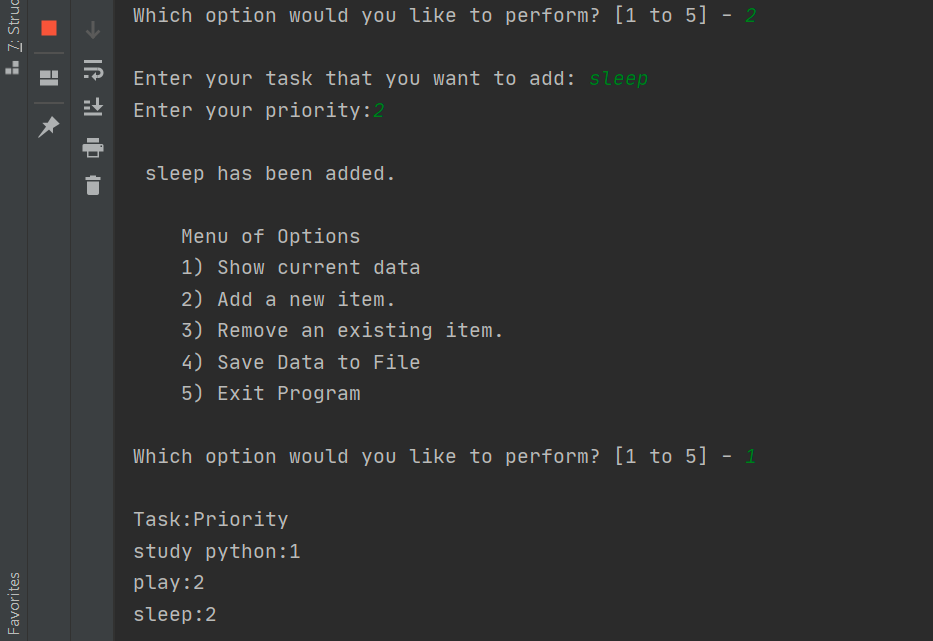 7: Struc
Favorites
Which option would you like to perform? [1 to 5] - 2
Enter your task that you want to add: sleep
Enter your priority:2
sleep has been added.
Menu of Options
1) Show current data
2) Add a new item.
3) Remove an existing item.
4) Save Data to File
5) Exit Program
Which option would you like to perform? [1 to 5] - 1
Task:Priority
study python:1
play:2
sleep:2